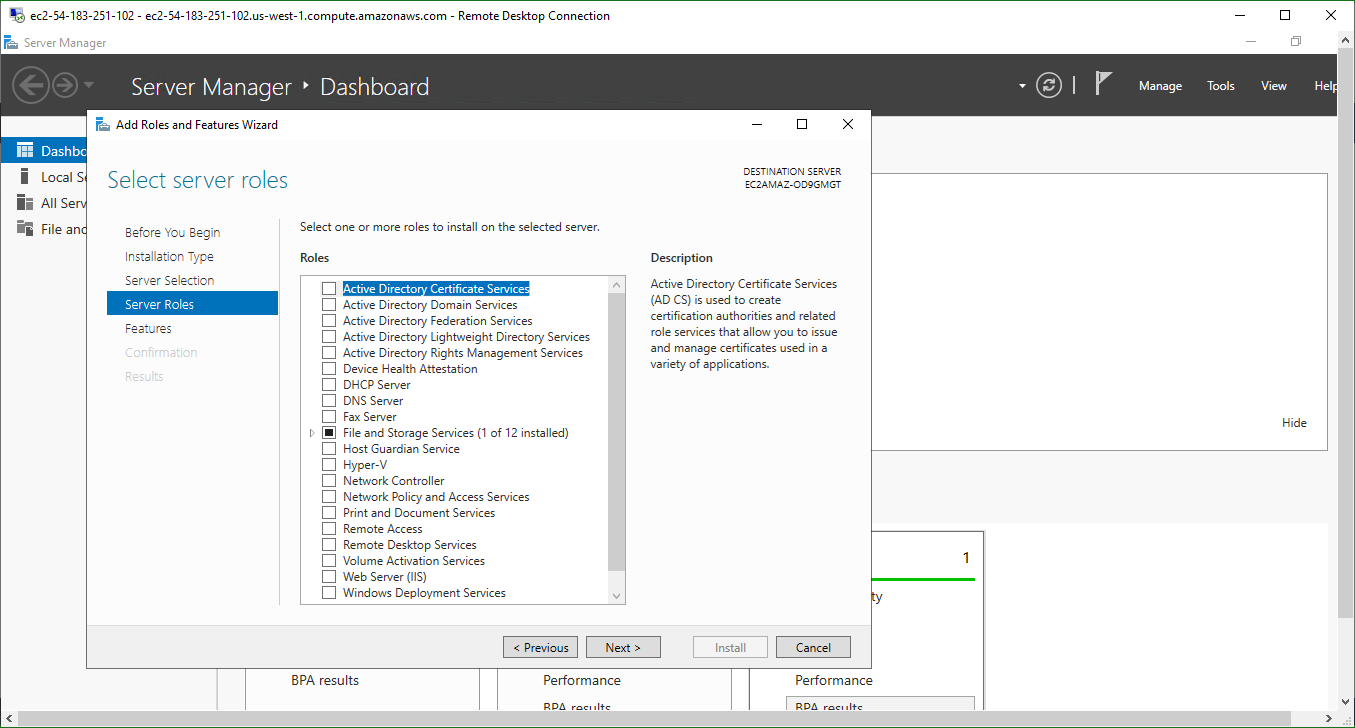 ec2-54-183-251-102 - ec2-54-183-251-102.us-west-1.compute.amazonaws.com - Remote Desktop Connection
Server Manager
Server Manager
Dashboard
Manage
Tools
View
Help
Dashbo
Local Se
All Serv
File and
Add Roles and Features Wizard
Select server roles
DESTINATION SERVER
EC2AMAZ-OD9GMGT
Before You Begin
Installation Type
Server Selection
Server Roles
Features
Confirmation
Results
Select one or more roles to install on the selected server.
Roles
Active Directory Certificate Services
Active Directory Domain Services
Active Directory Federation Services
Active Directory Lightweight Directory Services
Active Directory Rights Management Services
Device Health Attestation
DHCP Server
DNS Server
Fax Server
File and Storage Services (1 of 12 installed)
Host Guardian Service
Hyper-V
Network Controller
Network Policy and Access Services
Print and Document Services
Remote Access
Remote Desktop Services
Volume Activation Services
Web Server (IIS)
Windows Deployment Services
Description
Active Directory Certificate Services
(AD CS) is used to create
certification authorities and related
role services that allow you to issue
and manage certificates used in a
variety of applications.
< Previous
Next >
Install
Cancel
Hide
1
ty
BPA results
Performance
BPA results
Performance
BPA results